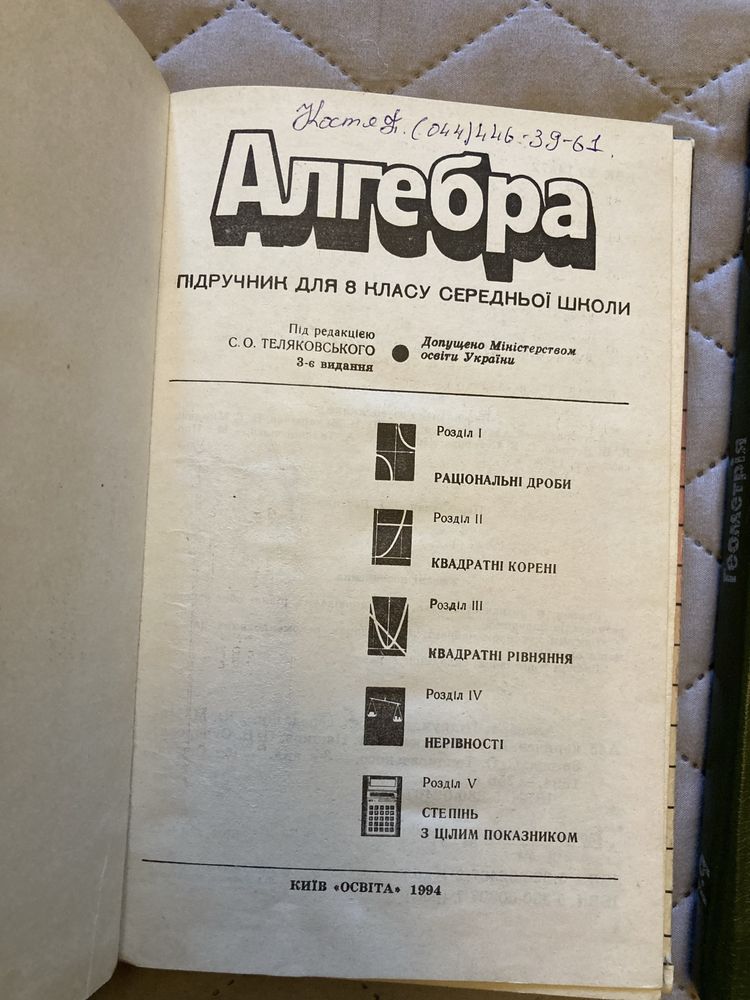 Костя Т. (044)446-39-61.
Алгебра
ПІДРУЧНИК ДЛЯ 8 КЛАСУ СЕРЕДНЬОЇ ШКОЛИ
Під редакцією
С. О. ТЕЛЯКОВСЬКОГО
3-є видання
Допущено Міністерством
освіти України
Розділ I
РАЦІОНАЛЬНІ ДРОБИ
Розділ II
КВАДРАТНІ КОРЕНІ
Розділ III
КВАДРАТНІ РІВНЯННЯ
Розділ IV
НЕРІВНОСТІ
Розділ V
СТЕПІНЬ
З ЦІЛИМ ПОКАЗНИКОМ
КИЇВ «ОСВІТА» 1994
Геометрія